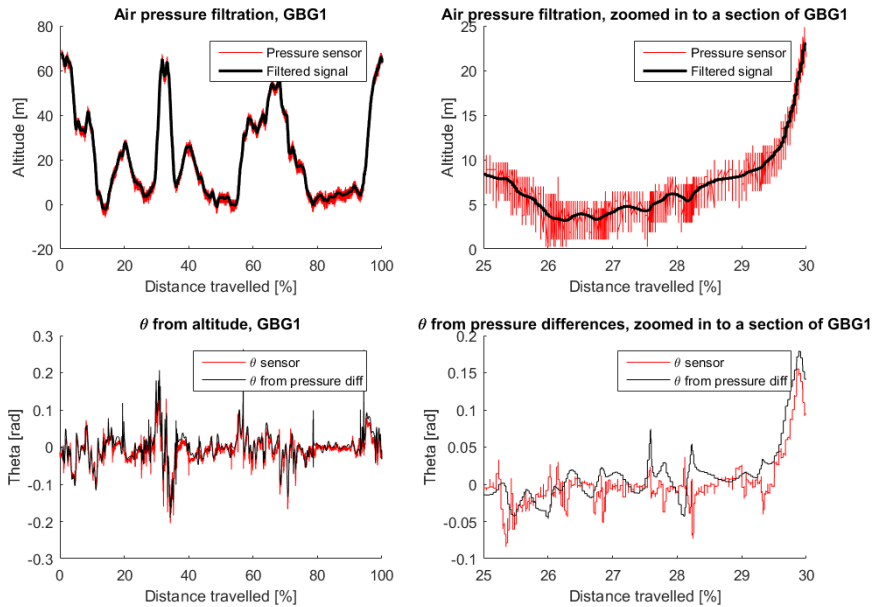 Air pressure filtration, GBG1
80
60
40
20
0
-20
Altitude [m]
Pressure sensor
Filtered signal
0 20 40 60 80 100
Distance travelled [%]
Air pressure filtration, zoomed in to a section of GBG1
25
20
15
10
5
0
Altitude [m]
Pressure sensor
Filtered signal
25 26 27 28 29 30
Distance travelled [%]
θ from altitude, GBG1
0.3
0.2
0.1
0
-0.1
-0.2
-0.3
Theta [rad]
θ sensor
θ from pressure diff
0 20 40 60 80 100
Distance travelled [%]
θ from pressure differences, zoomed in to a section of GBG1
0.2
0.15
0.1
0.05
0
-0.05
-0.1
Theta [rad]
θ sensor
θ from pressure diff
25 26 27 28 29 30
Distance travelled [%]